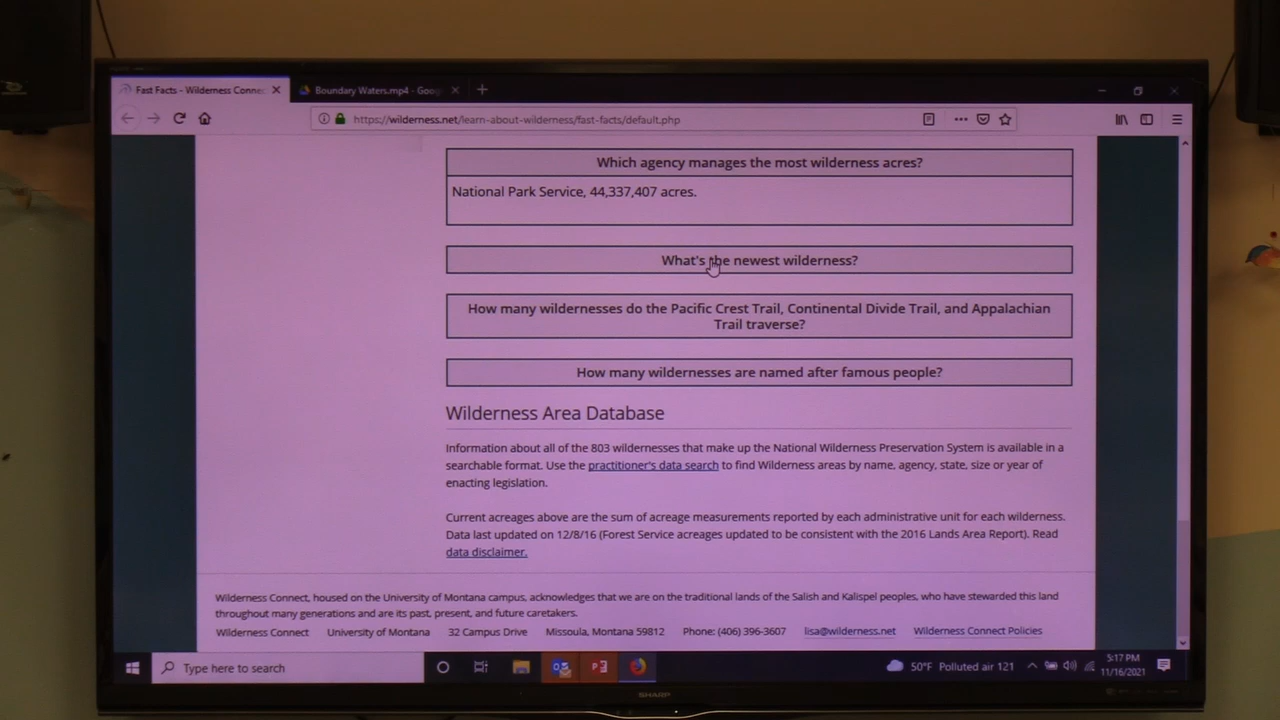 Fast Facts - Wilderness Connec
Boundary Waters.mp4 - Goog
https://wilderness.net/learn-about-wilderness/fast-facts/default.php
Which agency manages the most wilderness acres?
National Park Service, 44,337,407 acres.
What's the newest wilderness?
How many wildernesses do the Pacific Crest Trail, Continental Divide Trail, and Appalachian
Trail traverse?
How many wildernesses are named after famous people?
Wilderness Area Database
Information about all of the 803 wildernesses that make up the National Wilderness Preservation System is available in a
searchable format. Use the practitioner's data search to find Wilderness areas by name, agency, state, size or year of
enacting legislation.
Current acreages above are the sum of acreage measurements reported by each administrative unit for each wilderness.
Data last updated on 12/8/16 (Forest Service acreages updated to be consistent with the 2016 Lands Area Report). Read
data disclaimer.
Wilderness Connect, housed on the University of Montana campus, acknowledges that we are on the traditional lands of the Salish and Kalispel peoples, who have stewarded this land
throughout many generations and are its past, present, and future caretakers.
Wilderness Connect University of Montana 32 Campus Drive Missoula, Montana 59812 Phone: (406) 396-3607 lisa@wilderness.net Wilderness Connect Policies
Type here to search
50°F Polluted air 121
5:17 PM
11/16/2021
SHARP